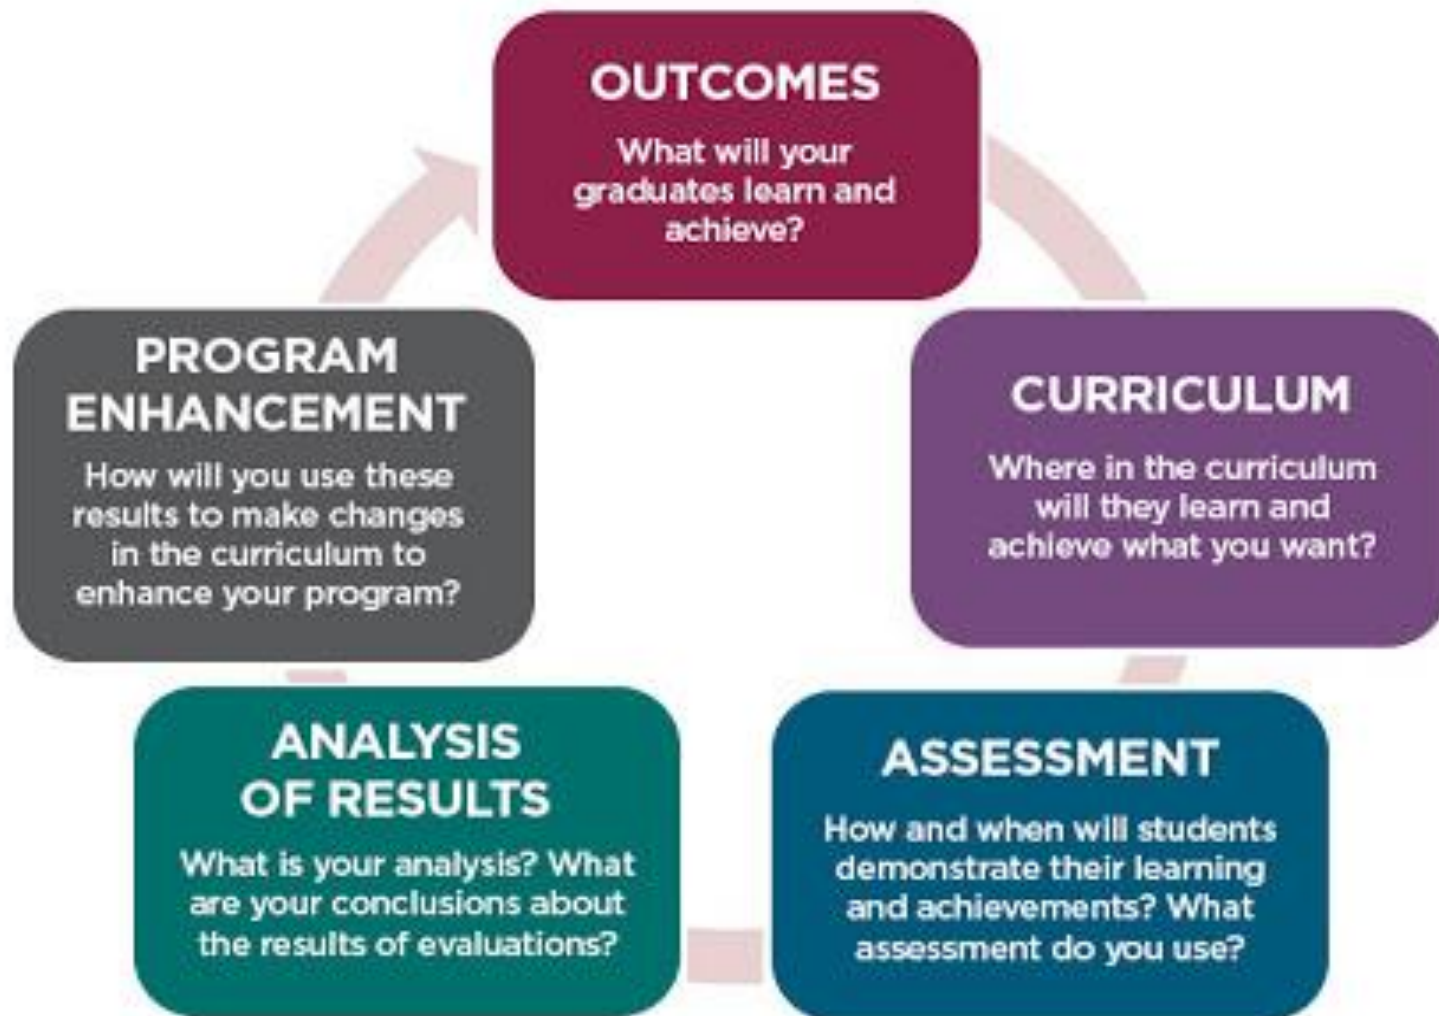 OUTCOMES
What will your
graduates learn and
achieve?
CURRICULUM
Where in the curriculum
will they learn and
achieve what you want?
ASSESSMENT
How and when will students
demonstrate their learning
and achievements? What
assessment do you use?
ANALYSIS
OF RESULTS
What is your analysis? What
are your conclusions about
the results of evaluations?
PROGRAM
ENHANCEMENT
How will you use these
results to make changes
in the curriculum to
enhance your program?